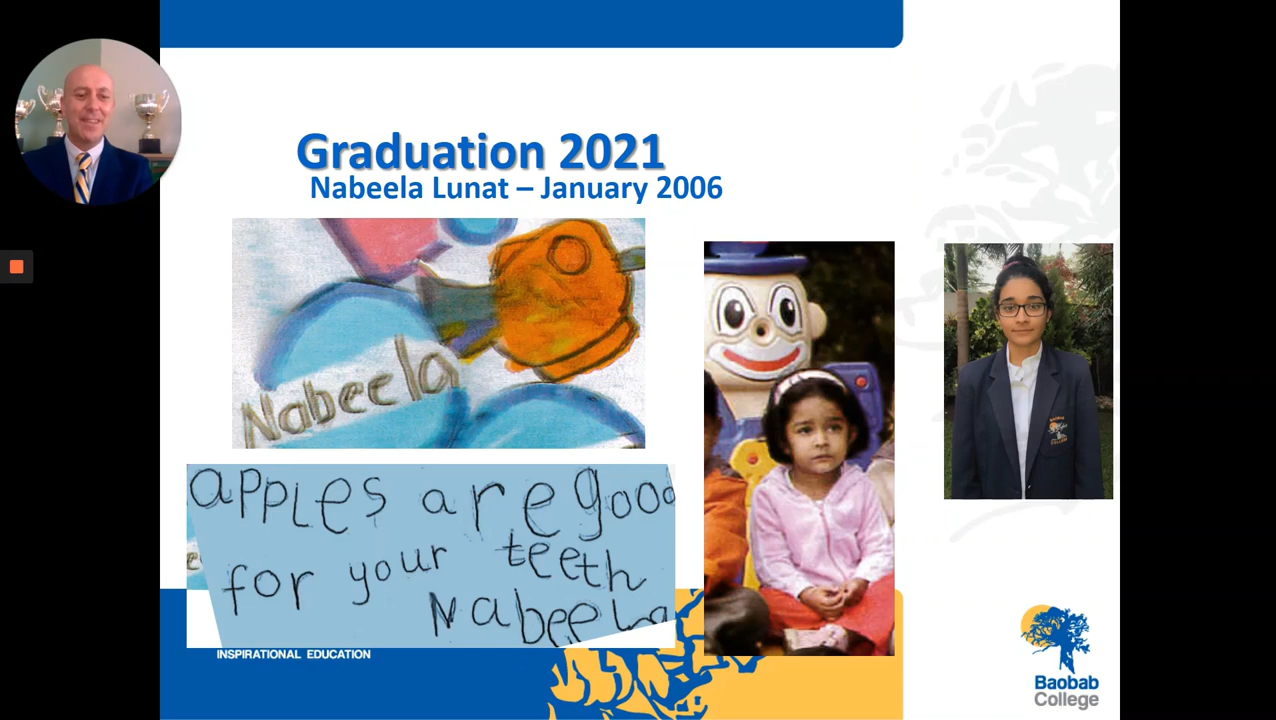 Graduation 2021
Nabeela Lunat – January 2006
Nabeela
apples are good
for your teeth
Nabeela
INSPIRATIONAL EDUCATION
Baobab
College